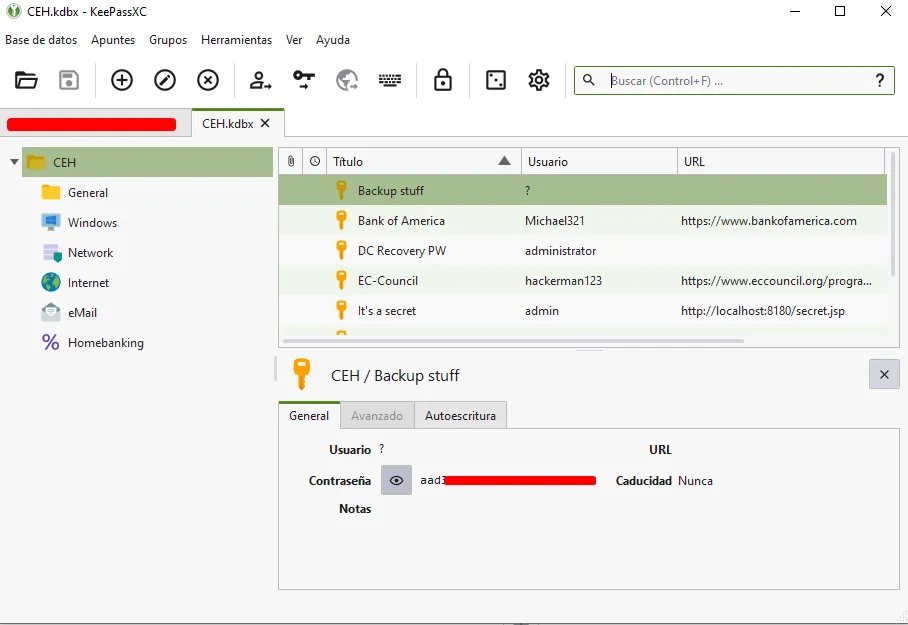 CEH.kdbx - KeePassXC
Base de datos Apuntes Grupos Herramientas Ver Ayuda
Buscar (Control+F) ... ?
CEH.kdbx
CEH
General
Windows
Network
Internet
eMail
Homebanking
Título Usuario URL
Backup stuff ?
Bank of America Michael321 https://www.bankofamerica.com
DC Recovery PW administrator
EC-Council hackerman123 https://www.eccouncil.org/progra...
It's a secret admin http://localhost:8180/secret.jsp
CEH / Backup stuff
General Avanzado Autoescritura
Usuario ? URL
Contraseña aad3 Caducidad Nunca
Notas